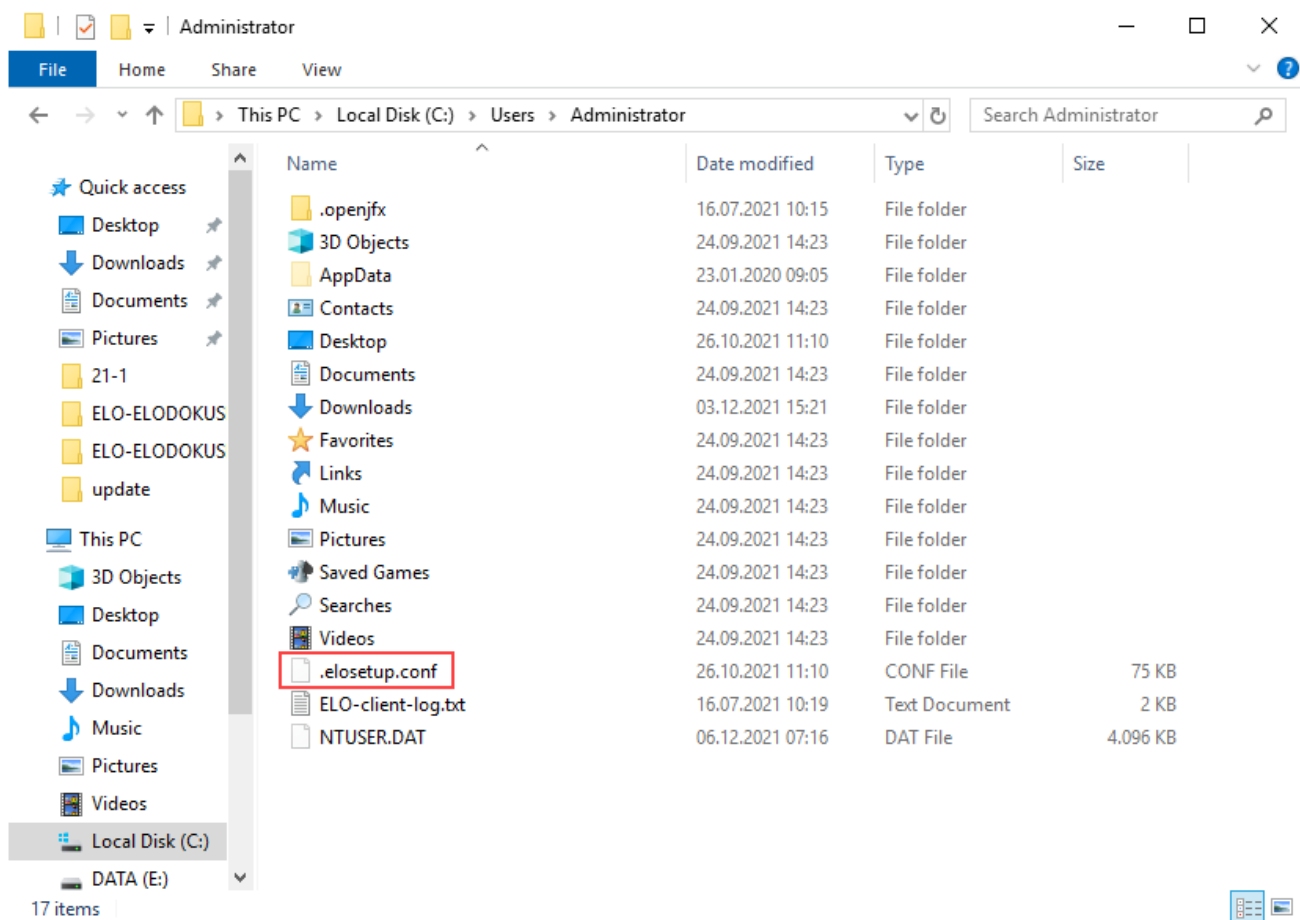 Administrator
File Home Share View
This PC > Local Disk (C:) > Users > Administrator Search Administrator
Name Date modified Type Size
Quick access
Desktop
Downloads
Documents
Pictures
21-1
ELO-ELODOKUS
ELO-ELODOKUS
update
This PC
3D Objects
Desktop
Documents
Downloads
Music
Pictures
Videos
Local Disk (C:)
DATA (E:)
.openjfx 16.07.2021 10:15 File folder
3D Objects 24.09.2021 14:23 File folder
AppData 23.01.2020 09:05 File folder
Contacts 24.09.2021 14:23 File folder
Desktop 26.10.2021 11:10 File folder
Documents 24.09.2021 14:23 File folder
Downloads 03.12.2021 15:21 File folder
Favorites 24.09.2021 14:23 File folder
Links 24.09.2021 14:23 File folder
Music 24.09.2021 14:23 File folder
Pictures 24.09.2021 14:23 File folder
Saved Games 24.09.2021 14:23 File folder
Searches 24.09.2021 14:23 File folder
Videos 24.09.2021 14:23 File folder
.elosetup.conf 26.10.2021 11:10 CONF File 75 KB
ELO-client-log.txt 16.07.2021 10:19 Text Document 2 KB
NTUSER.DAT 06.12.2021 07:16 DAT File 4.096 KB
17 items